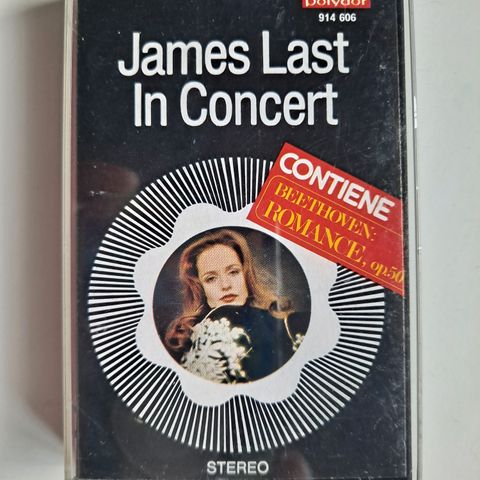 polydor
914 606
James Last
In Concert
CONTIENE
BEETHOVEN:
ROMANCE, op.50
STEREO